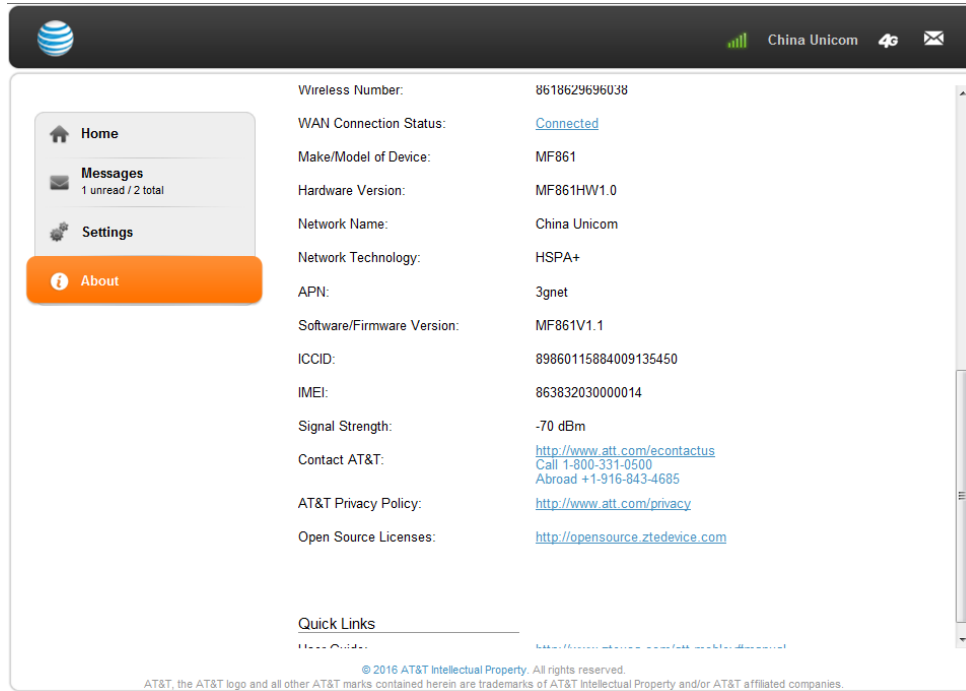 China Unicom 4G
Home
Messages
1 unread / 2 total
Settings
About
Wireless Number: 8618629696038
WAN Connection Status: Connected
Make/Model of Device: MF861
Hardware Version: MF861HW1.0
Network Name: China Unicom
Network Technology: HSPA+
APN: 3gnet
Software/Firmware Version: MF861V1.1
ICCID: 89860115884009135450
IMEI: 863832030000014
Signal Strength: -70 dBm
Contact AT&T: http://www.att.com/econtactus
Call 1-800-331-0500
Abroad +1-916-843-4685
AT&T Privacy Policy: http://www.att.com/privacy
Open Source Licenses: http://opensource.ztedevice.com
Quick Links
User Guide:
© 2016 AT&T Intellectual Property. All rights reserved.
AT&T, the AT&T logo and all other AT&T marks contained herein are trademarks of AT&T Intellectual Property and/or AT&T affiliated companies.